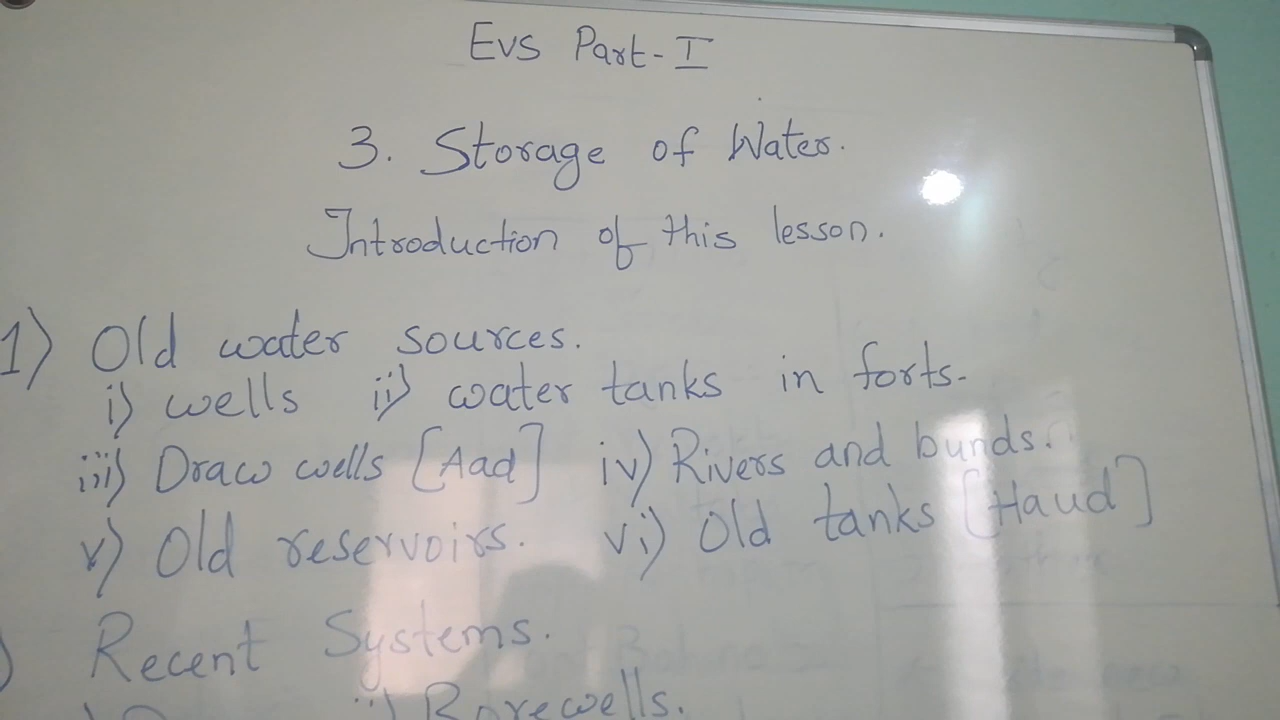 Evs Part-I
3. Storage of Water.
Introduction of this lesson.
1) Old water sources.
i) wells ii) water tanks in forts.
iii) Draw wells [Aad] iv) Rivers and bunds.
v) Old reservoirs. vi) Old tanks [Haud]
Recent Systems.
ii) Borewells.